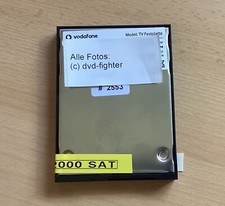 vodafone
Model: TV Festplatte
Alle Fotos:
(c) dvd-fighter
# 2553
2000 SAT